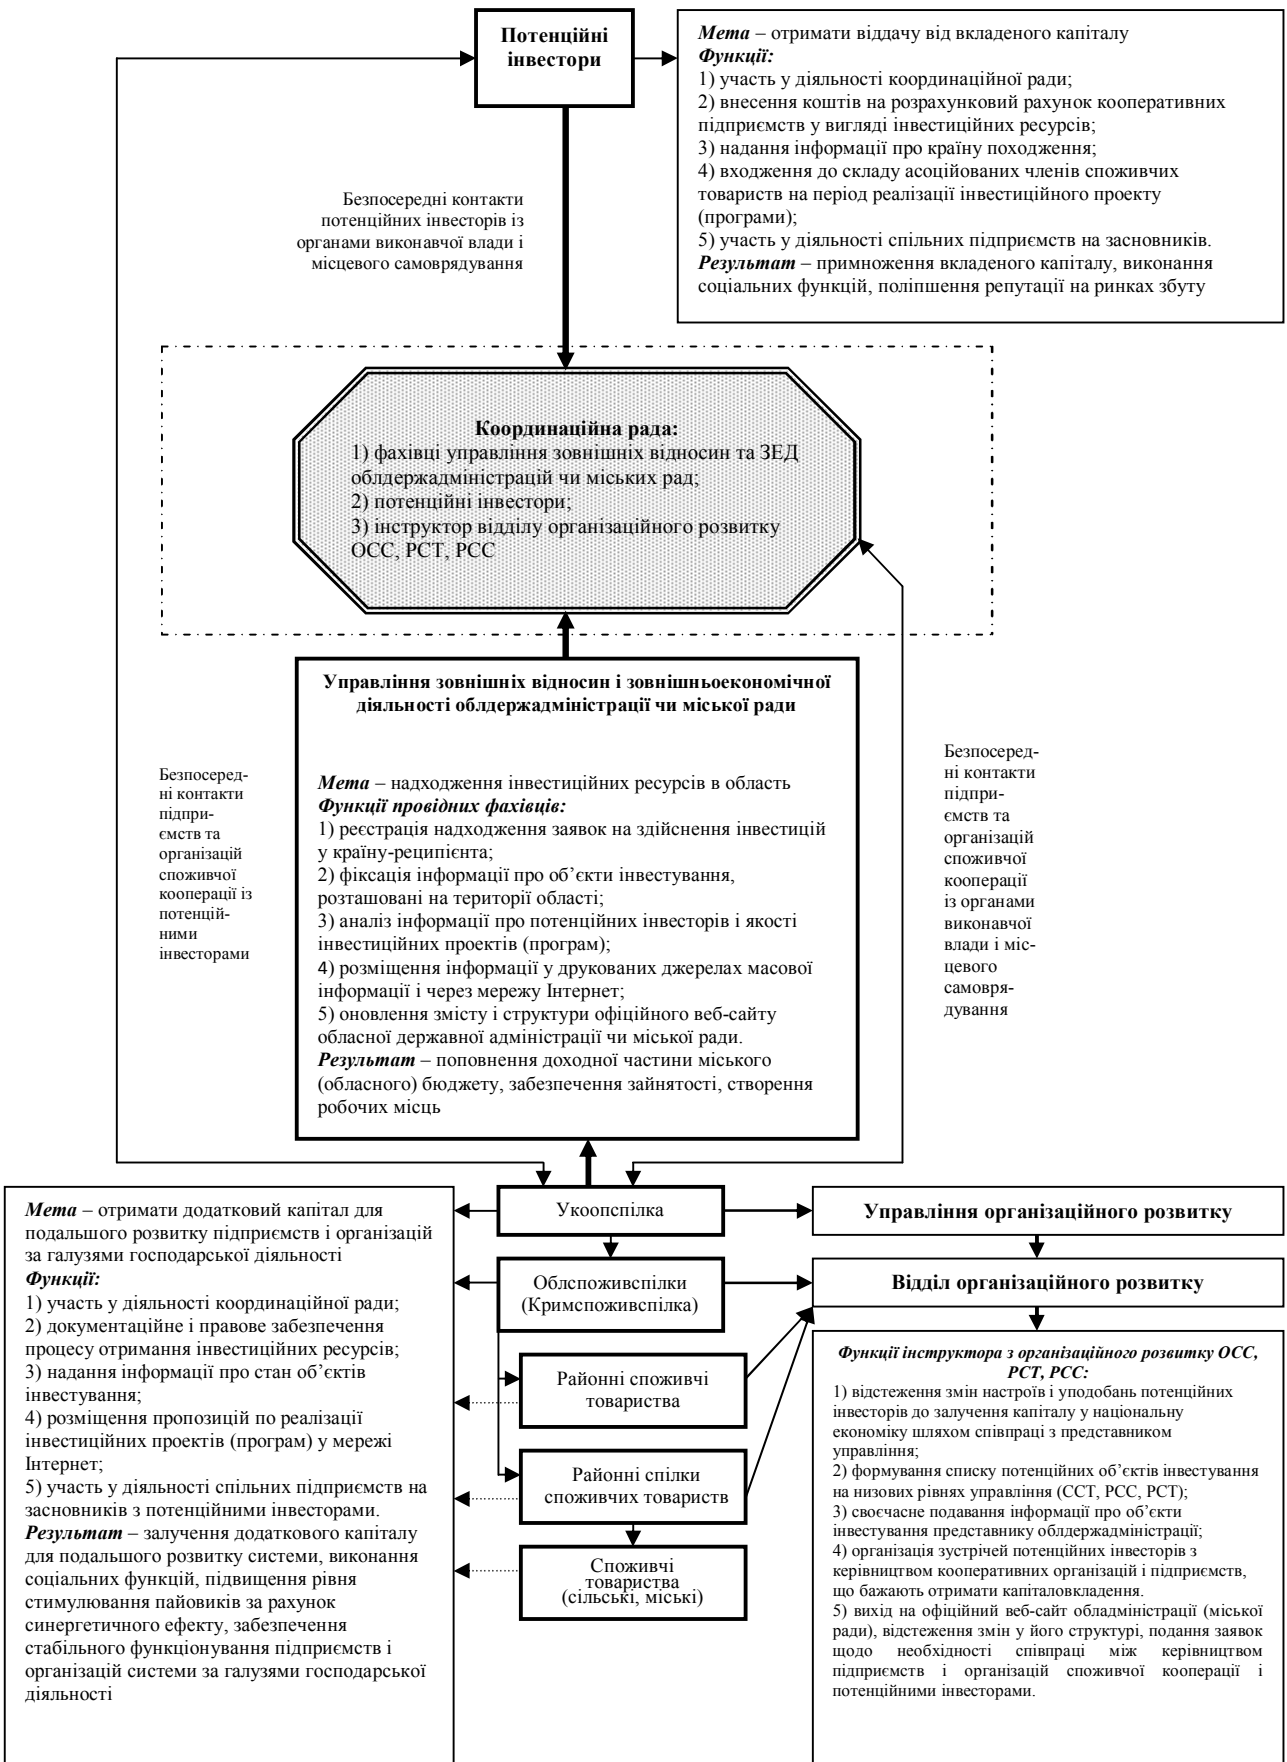 Потенційні
інвестори
Мета – отримати віддачу від вкладеного капіталу
Функції:
1) участь у діяльності координаційної ради;
2) внесення коштів на розрахунковий рахунок кооперативних
підприємств у вигляді інвестиційних ресурсів;
3) надання інформації про країну походження;
4) входження до складу асоційованих членів споживчих
товариств на період реалізації інвестиційного проекту
(програми);
5) участь у діяльності спільних підприємств на засновників.
Результат – примноження вкладеного капіталу, виконання
соціальних функцій, поліпшення репутації на ринках збуту
Безпосередні контакти
потенційних інвесторів із
органами виконавчої влади і
місцевого самоврядування
Координаційна рада:
1) фахівці управління зовнішніх відносин та ЗЕД
облдержадміністрацій чи міських рад;
2) потенційні інвестори;
3) інструктор відділу організаційного розвитку
ОСС, РСТ, РСС
Управління зовнішніх відносин і зовнішньоекономічної
діяльності облдержадміністрації чи міської ради
Мета – надходження інвестиційних ресурсів в область
Функції провідних фахівців:
1) реєстрація надходження заявок на здійснення інвестицій
у країну-реципієнта;
2) фіксація інформації про об’єкти інвестування,
розташовані на території області;
3) аналіз інформації про потенційних інвесторів і якості
інвестиційних проектів (програм);
4) розміщення інформації у друкованих джерелах масової
інформації і через мережу Інтернет;
5) оновлення змісту і структури офіційного веб-сайту
обласної державної адміністрації чи міської ради.
Результат – поповнення доходної частини міського
(обласного) бюджету, забезпечення зайнятості, створення
робочих місць
Безпосеред-
ні контакти
підпри-
ємств та
організацій
споживчої
кооперації із
потенцій-
ними
інвесторами
Безпосеред-
ні контакти
підпри-
ємств та
організацій
споживчої
кооперації
із органами
виконавчої
влади і міс-
цевого
самовря-
дування
Мета – отримати додатковий капітал для
подальшого розвитку підприємств і організацій
за галузями господарської діяльності
Функції:
1) участь у діяльності координаційної ради;
2) документаційне і правове забезпечення
процесу отримання інвестиційних ресурсів;
3) надання інформації про стан об’єктів
інвестування;
4) розміщення пропозицій по реалізації
інвестиційних проектів (програм) у мережі
Інтернет;
5) участь у діяльності спільних підприємств на
засновників з потенційними інвесторами.
Результат – залучення додаткового капіталу
для подальшого розвитку системи, виконання
соціальних функцій, підвищення рівня
стимулювання пайовиків за рахунок
синергетичного ефекту, забезпечення
стабільного функціонування підприємств і
організацій системи за галузями господарської
діяльності
Укоопспілка
Облспоживспілки
(Кримспоживспілка)
Районні споживчі
товариства
Районні спілки
споживчих товариств
Споживчі
товариства
(сільські, міські)
Управління організаційного розвитку
Відділ організаційного розвитку
Функції інструктора з організаційного розвитку ОСС,
РСТ, РСС:
1) відстеження змін настроїв і уподобань потенційних
інвесторів до залучення капіталу у національну
економіку шляхом співпраці з представником
управління;
2) формування списку потенційних об’єктів інвестування
на низових рівнях управління (ССТ, РСС, РСТ);
3) своєчасне подавання інформації про об’єкти
інвестування представнику облдержадміністрації;
4) організація зустрічей потенційних інвесторів з
керівництвом кооперативних організацій і підприємств,
що бажають отримати капіталовкладення.
5) вихід на офіційний веб-сайт обладміністрації (міської
ради), відстеження змін у його структурі, подання заявок
щодо необхідності співпраці між керівництвом
підприємств і організацій споживчої кооперації і
потенційними інвесторами.